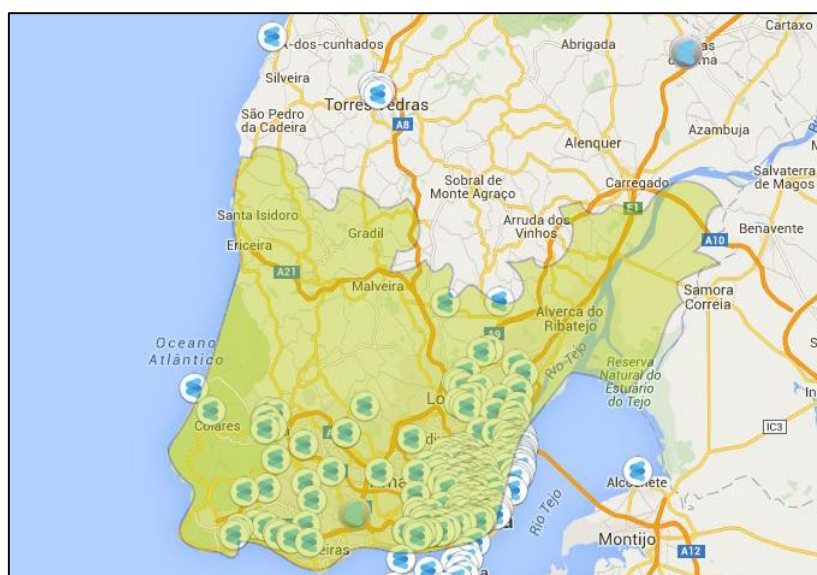 Cartaxo
A-dos-cunhados
Abrigada
Silveira
Torres Vedras
São Pedro
da Cadeira
A8
Azambuja
Alenquer
Salvaterra
de Magos
Sobral de
Monte Agraço
Carregado
E1
Santa Isidoro
Arruda dos
Vinhos
Gradil
Benavente
Ericeira
A10
A21
Malveira
Samora
Correia
Alverca do
Ribatejo
A9
Oceano
Atlântico
Rio Tejo
Reserva
Natural do
Estuário
do Tejo
Colares
IC3
Alcochete
Rio Tejo
Montijo
A12